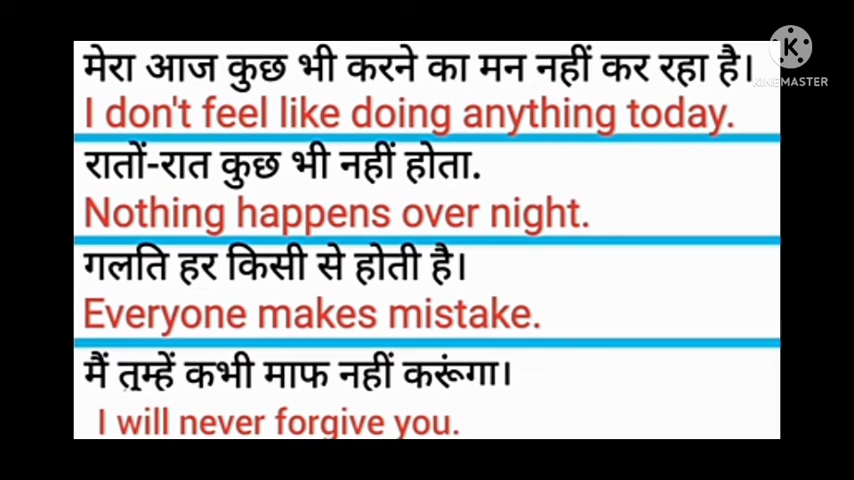 मेरा आज कुछ भी करने का मन नहीं कर रहा है।
I don't feel like doing anything today.
रातों-रात कुछ भी नहीं होता.
Nothing happens over night.
गलति हर किसी से होती है।
Everyone makes mistake.
मैं तुम्हें कभी माफ नहीं करूंगा।
I will never forgive you.
K
KINEMASTER